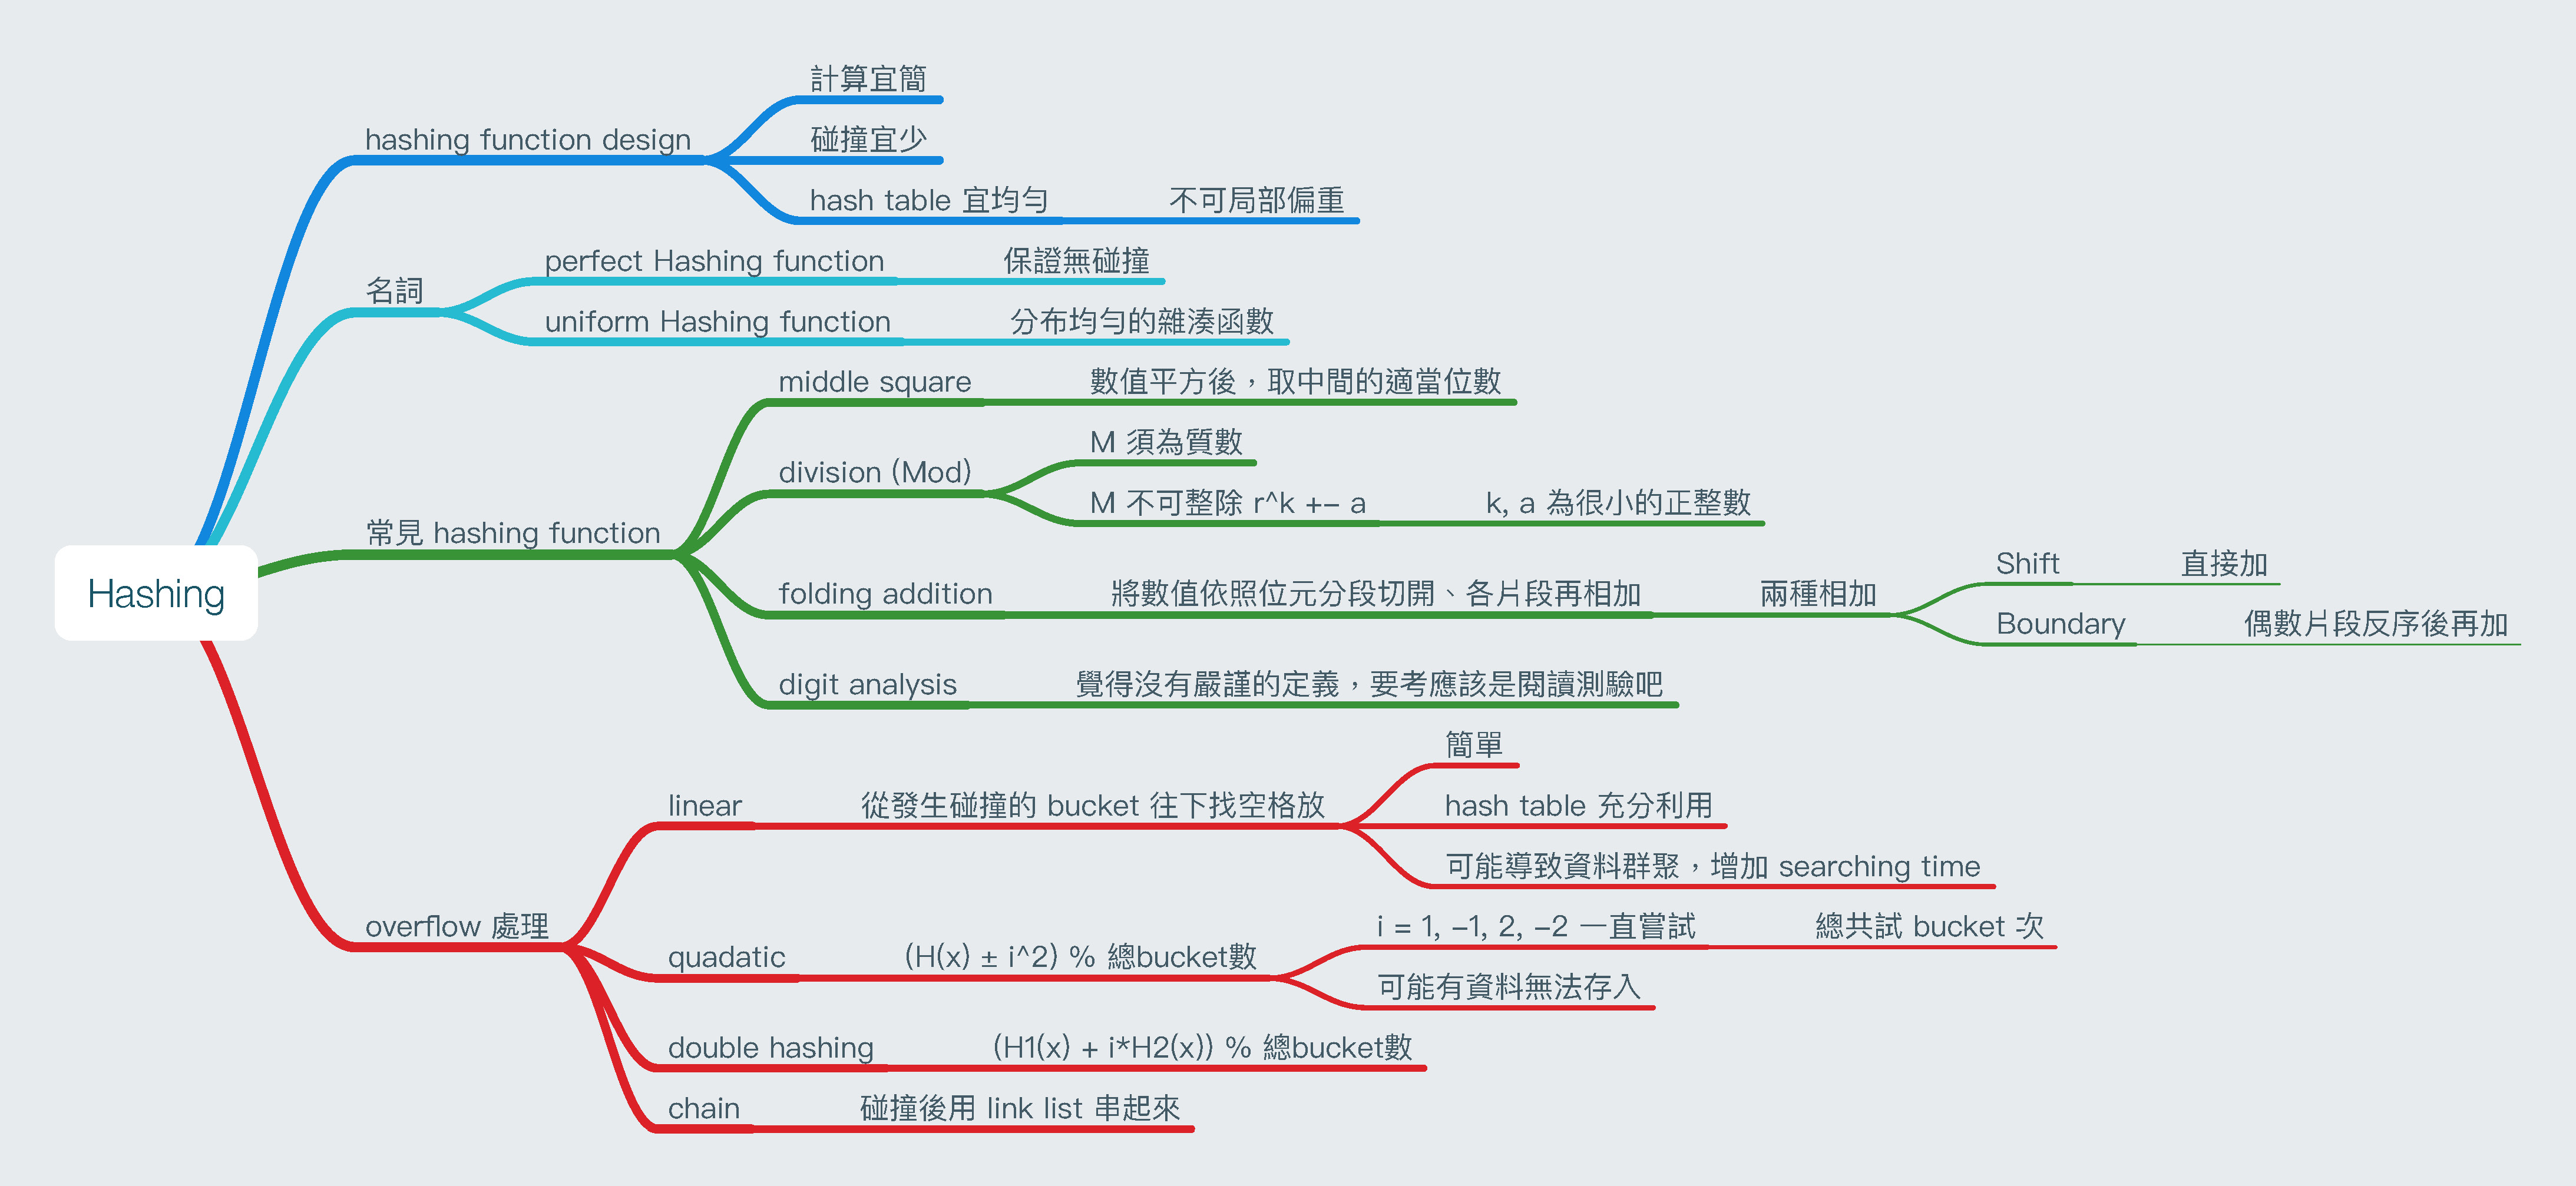 Hashing
hashing function design
計算宜簡
碰撞宜少
hash table 宜均勻
不可局部偏重
名詞
perfect Hashing function
保證無碰撞
uniform Hashing function
分布均勻的雜湊函數
常見 hashing function
middle square
數值平方後，取中間的適當位數
division (Mod)
M 須為質數
M 不可整除 r^k +- a
k, a 為很小的正整數
folding addition
將數值依照位元分段切開、各片段再相加
兩種相加
Shift
直接加
Boundary
偶數片段反序後再加
digit analysis
覺得沒有嚴謹的定義，要考應該是閱讀測驗吧
overflow 處理
linear
從發生碰撞的 bucket 往下找空格放
簡單
hash table 充分利用
可能導致資料群聚，增加 searching time
quadatic
(H(x) ± i^2) % 總bucket數
i = 1, -1, 2, -2 一直嘗試
總共試 bucket 次
可能有資料無法存入
double hashing
(H1(x) + i*H2(x)) % 總bucket數
chain
碰撞後用 link list 串起來